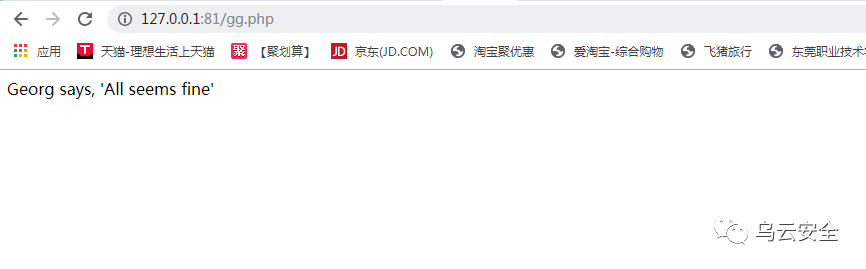 127.0.0.1:81/gg.php
应用 T 天猫-理想生活上天猫 聚 【聚划算】 JD 京东(JD.COM) 淘宝聚优惠 爱淘宝-综合购物 飞猪旅行 东莞职业技术
Georg says, 'All seems fine'
乌云安全